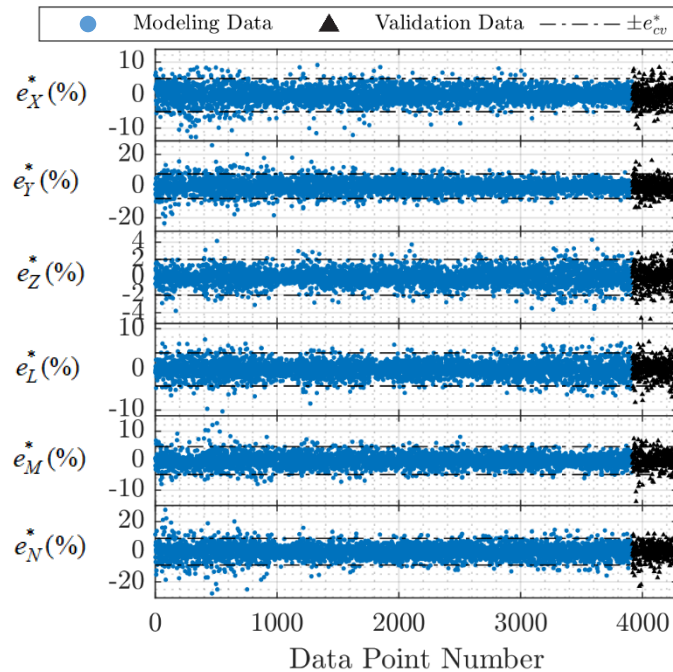 Modeling Data ▲ Validation Data ±e*cv
10
0
-10
e*X(%)
20
0
-20
e*Y(%)
4
2
0
-2
-4
e*Z(%)
10
0
-10
e*L(%)
10
0
-10
e*M(%)
20
0
-20
e*N(%)
0 1000 2000 3000 4000
Data Point Number